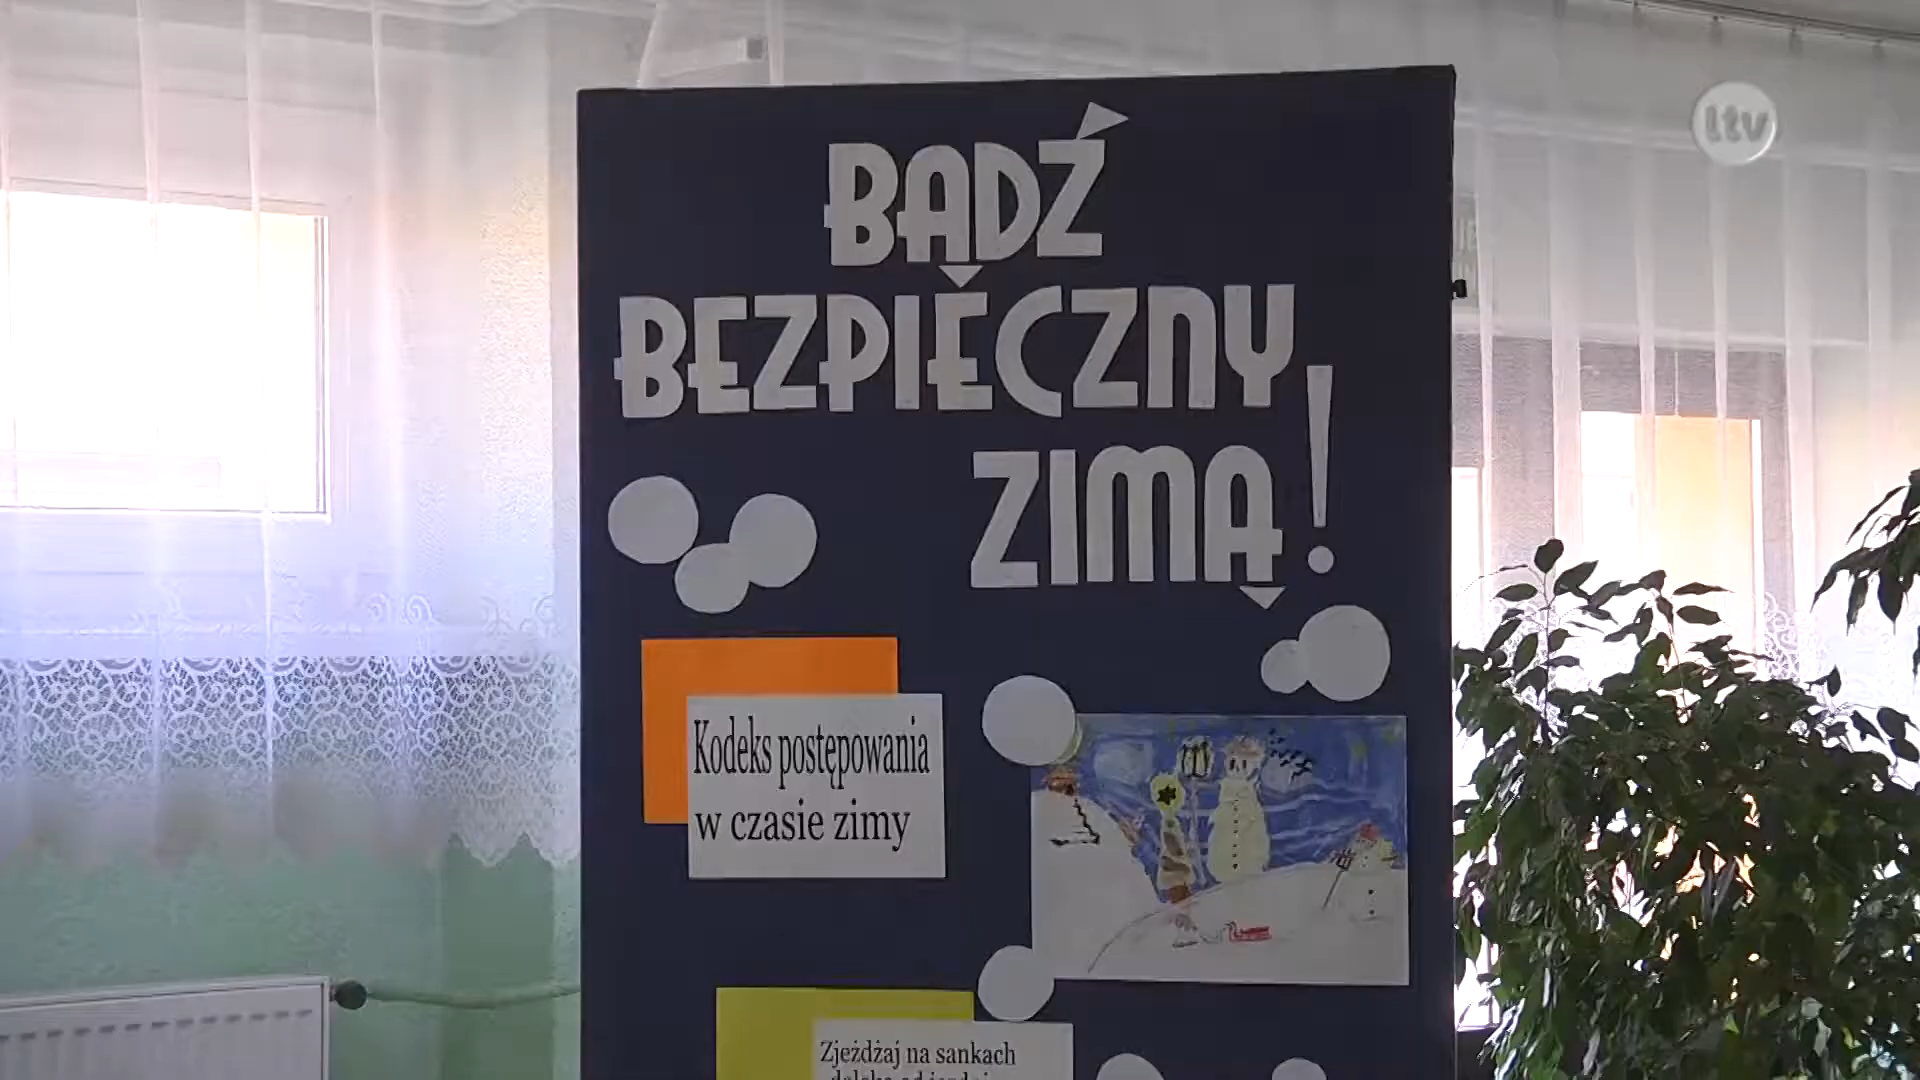 ltv
BĄDŹ
BEZPIECZNY
ZIMĄ!
Kodeks postępowania
w czasie zimy
Zjeżdżaj na sankach